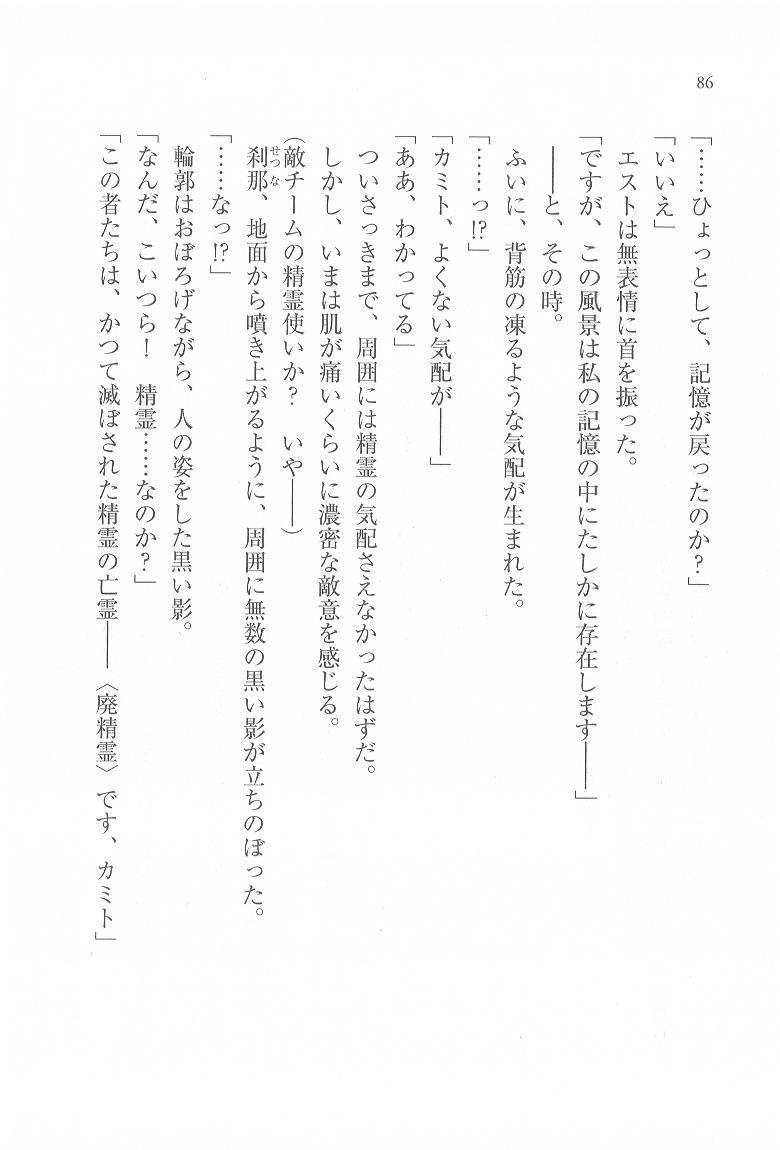 86
「……ひょっとして、記憶が戻ったのか？」
「いいえ」
エストは無表情に首を振った。
「ですが、この風景は私の記憶の中にたしかに存在します――」
――と、その時。
ふいに、背筋の凍るような気配が生まれた。
「……っ!?」
「カミト、よくない気配が――」
「ああ、わかってる」
ついさっきまで、周囲には精霊の気配さえなかったはずだ。
しかし、いまは肌が痛いくらいに濃密な敵意を感じる。
（敵チームの精霊使いか？　いや――）
刹那、地面から噴き上がるように、周囲に無数の黒い影が立ちのぼった。
せつな
「……なっ!?」
輪郭はおぼろげながら、人の姿をした黒い影。
「なんだ、こいつら！　精霊……なのか？」
「この者たちは、かつて滅ぼされた精霊の亡霊――〈廃精霊〉です、カミト」